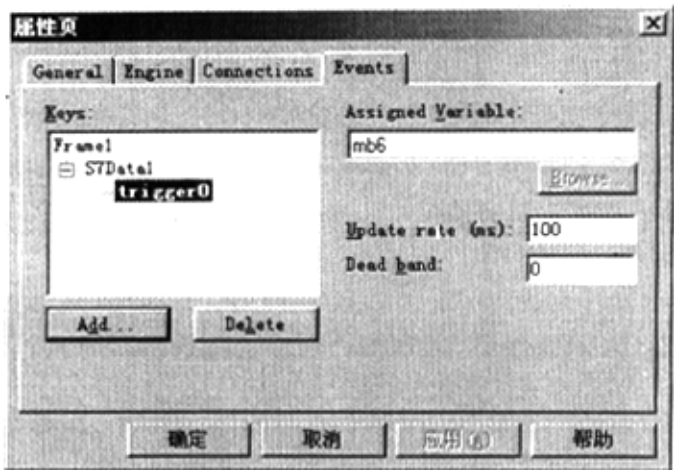 属性页
General Engine Connections Events
Keys:
Frame1
S7Data1
trigger0
Add...
Delete
Assigned Variable:
mb6
Browse...
Update rate (ms): 100
Dead band: 0
确定 取消 应用(A) 帮助